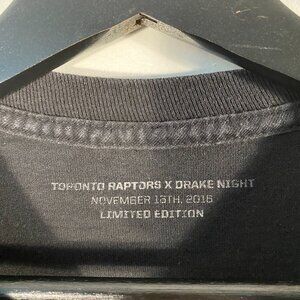 TORONTO RAPTORS X DRAKE NIGHT
NOVEMBER 16TH, 2016
LIMITED EDITION